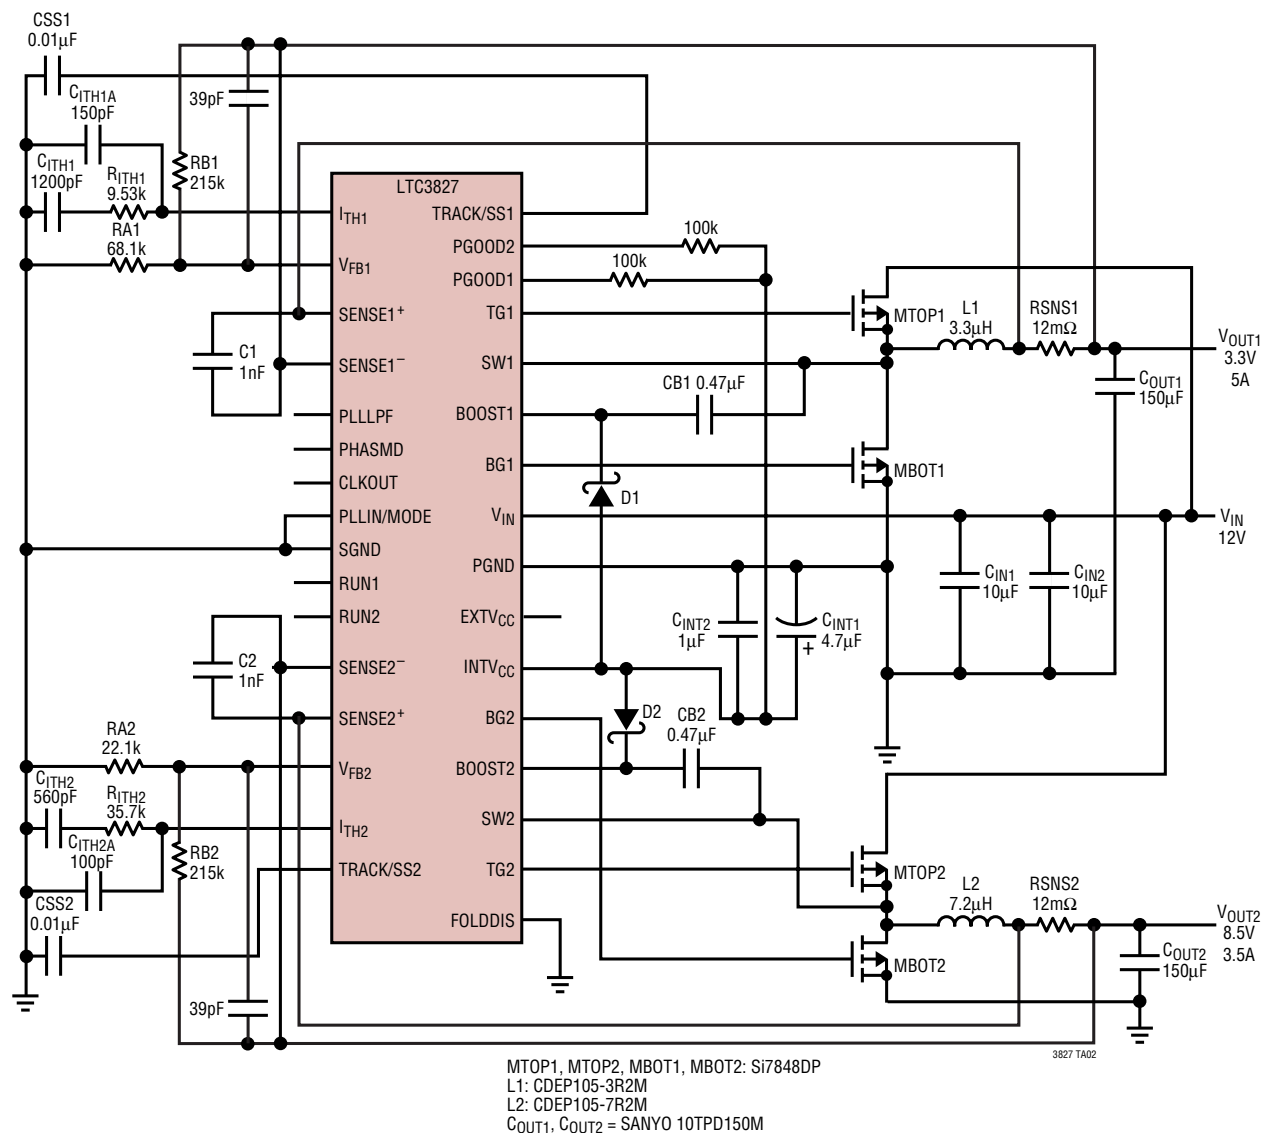 CSS1
0.01µF
CITH1A
150pF
39pF
CITH1
1200pF
RITH1
9.53k
RB1
215k
RA1
68.1k
LTC3827
ITH1
VFB1
SENSE1+
SENSE1–
PLLLPF
PHASMD
CLKOUT
PLLIN/MODE
SGND
RUN1
RUN2
SENSE2–
SENSE2+
VFB2
ITH2
TRACK/SS2
TRACK/SS1
PGOOD2
PGOOD1
TG1
SW1
BOOST1
BG1
VIN
PGND
EXTVCC
INTVCC
BG2
BOOST2
SW2
TG2
FOLDDIS
C1
1nF
C2
1nF
RA2
22.1k
CITH2
560pF
RITH2
35.7k
CITH2A
100pF
RB2
215k
CSS2
0.01µF
39pF
100k
100k
MTOP1
L1
3.3µH
RSNS1
12mΩ
VOUT1
3.3V
5A
COUT1
150µF
CB1 0.47µF
MBOT1
D1
VIN
12V
CIN1
10µF
CIN2
10µF
CINT2
1µF
CINT1
4.7µF
+
D2
CB2
0.47µF
MTOP2
L2
7.2µH
RSNS2
12mΩ
VOUT2
8.5V
3.5A
COUT2
150µF
MBOT2
3827 TA02
MTOP1, MTOP2, MBOT1, MBOT2: Si7848DP
L1: CDEP105-3R2M
L2: CDEP105-7R2M
COUT1, COUT2 = SANYO 10TPD150M